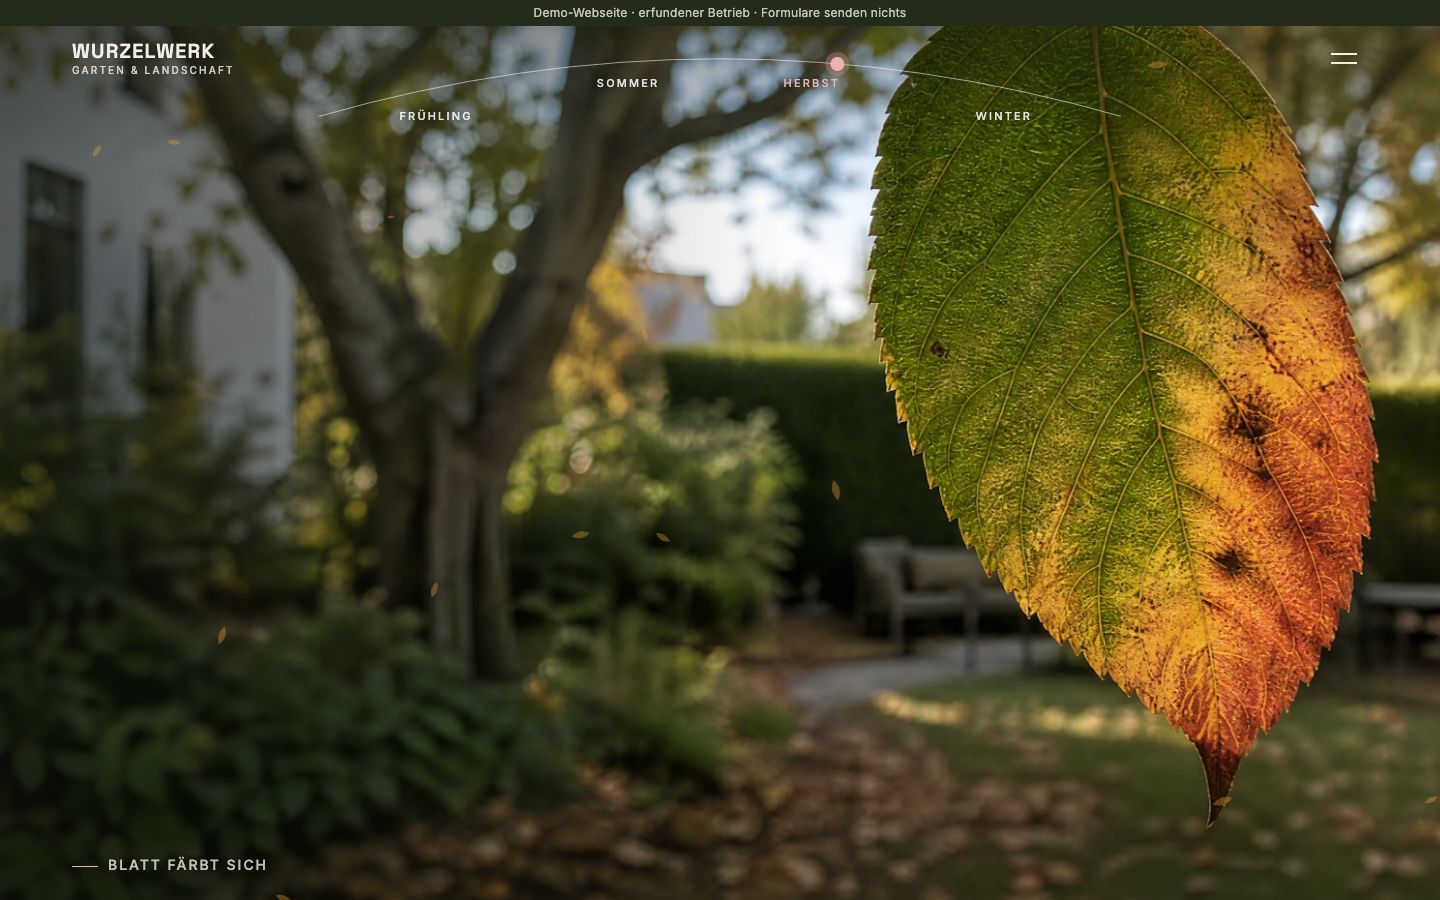 Demo-Webseite · erfundener Betrieb · Formulare senden nichts
WURZELWERK
GARTEN & LANDSCHAFT
SOMMER
HERBST
FRÜHLING
WINTER
BLATT FÄRBT SICH